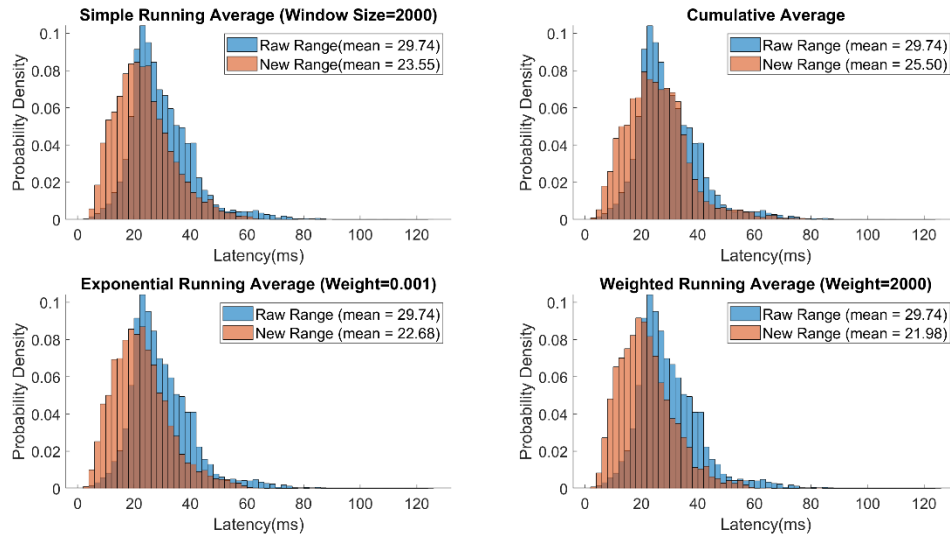 Simple Running Average (Window Size=2000)
0.1
0.08
0.06
0.04
0.02
0
Probability Density
Raw Range(mean = 29.74)
New Range(mean = 23.55)
0 20 40 60 80 100 120
Latency(ms)
Cumulative Average
0.1
0.08
0.06
0.04
0.02
0
Probability Density
Raw Range (mean = 29.74)
New Range (mean = 25.50)
0 20 40 60 80 100 120
Latency(ms)
Exponential Running Average (Weight=0.001)
0.1
0.08
0.06
0.04
0.02
0
Probability Density
Raw Range (mean = 29.74)
New Range (mean = 22.68)
0 20 40 60 80 100 120
Latency(ms)
Weighted Running Average (Weight=2000)
0.1
0.08
0.06
0.04
0.02
0
Probability Density
Raw Range (mean = 29.74)
New Range (mean = 21.98)
0 20 40 60 80 100 120
Latency(ms)